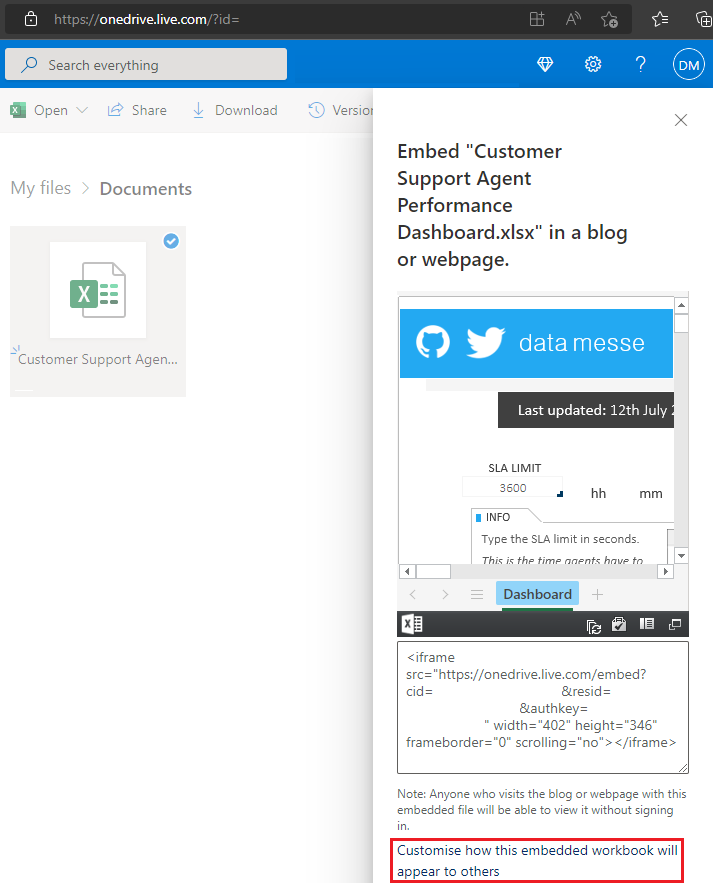 https://onedrive.live.com/?id=
Search everything
DM
Open
Share
Download
Version
My files > Documents
X
Customer Support Agen...
Embed "Customer
Support Agent
Performance
Dashboard.xlsx" in a blog
or webpage.
data messe
Last updated: 12th July 2
SLA LIMIT
3600
hh
mm
INFO
Type the SLA limit in seconds.
This is the time agents have to
Dashboard
<iframe
src="https://onedrive.live.com/embed?
cid= &resid=
&authkey=
" width="402" height="346"
frameborder="0" scrolling="no"></iframe>
Note: Anyone who visits the blog or webpage with this
embedded file will be able to view it without signing
in.
Customise how this embedded workbook will
appear to others